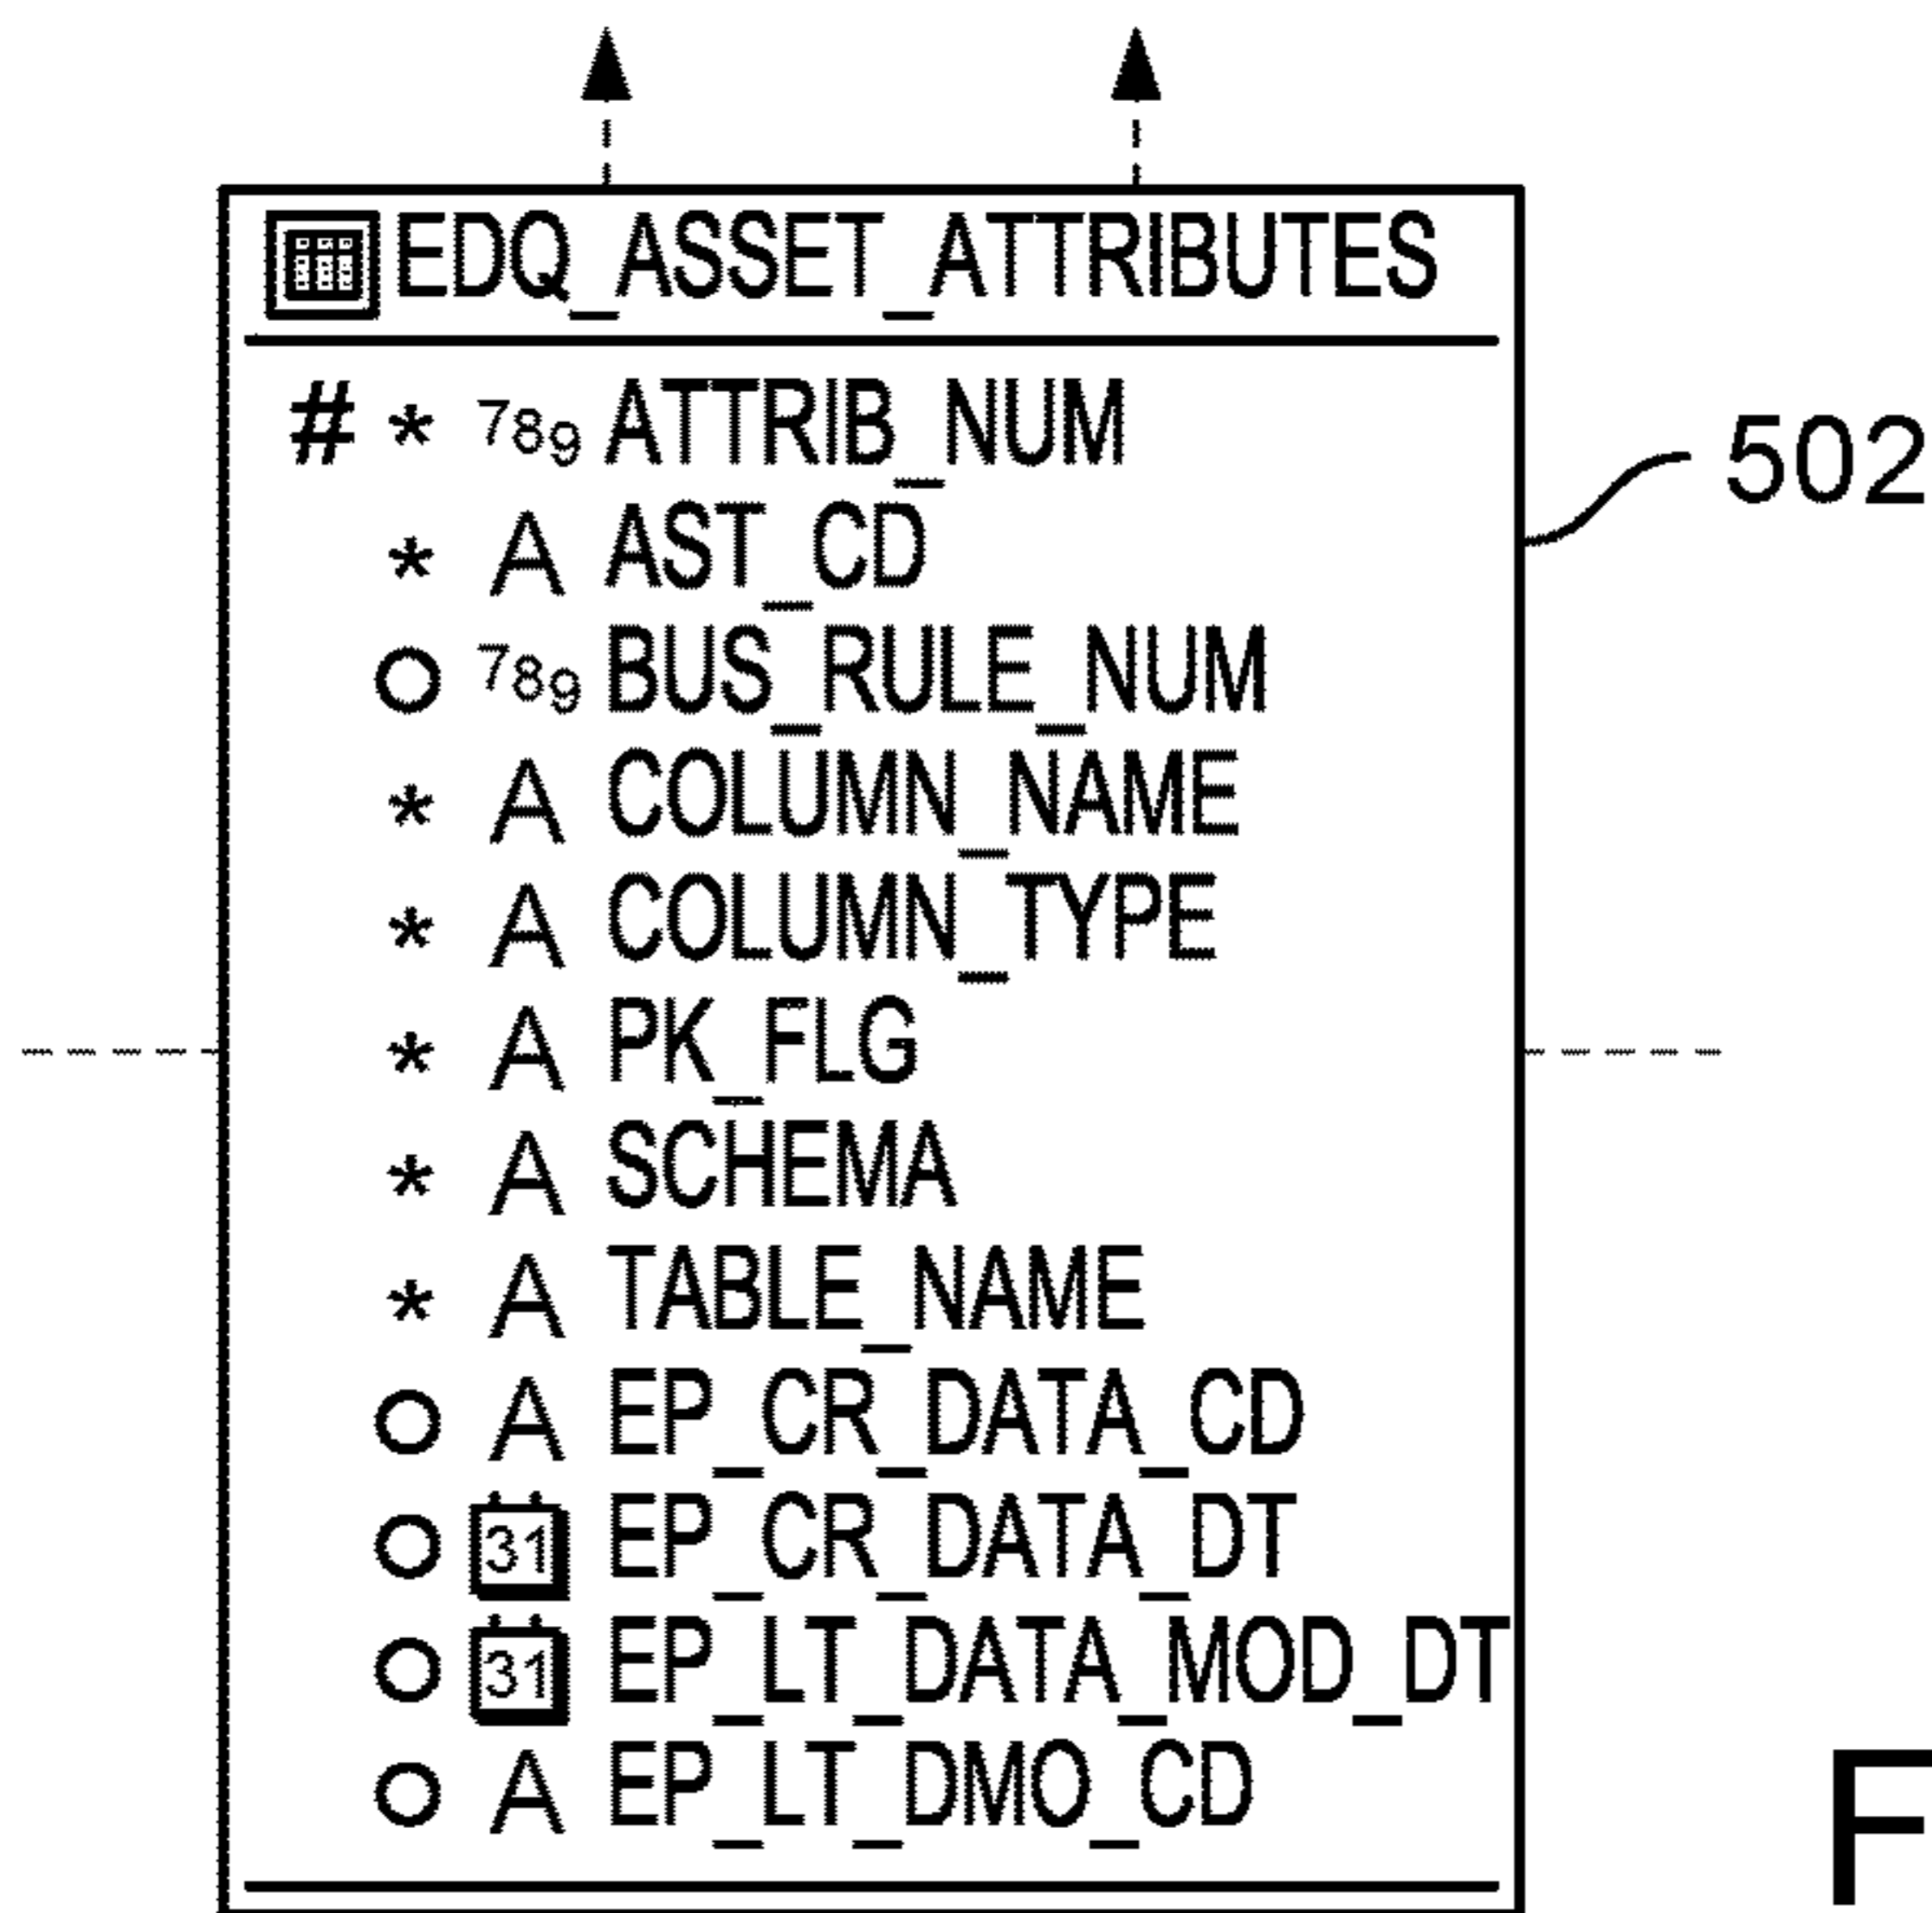 EDQ_ASSET_ATTRIBUTES
# * 789 ATTRIB_NUM
502
* A AST_CD
O 789 BUS_RULE_NUM
* A COLUMN_NAME
* A COLUMN_TYPE
* A PK_FLG
* A SCHEMA
* A TABLE_NAME
O A EP_CR_DATA_CD
O 31 EP_CR_DATA_DT
O 31 EP_LT_DATA_MOD_DT
O A EP_LT_DMO_CD
F